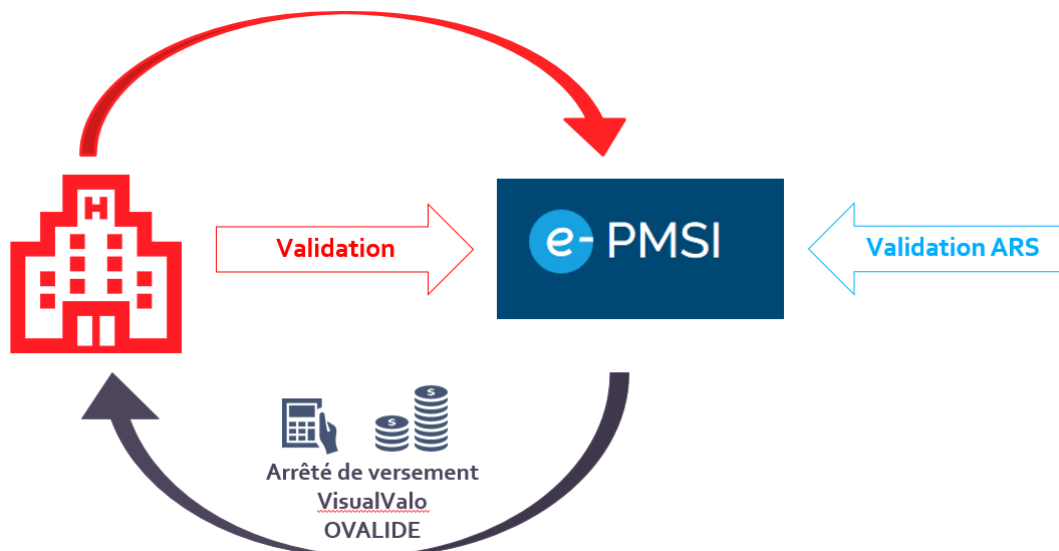 H
Validation
e- PMSI
Validation ARS
S
S
Arrêté de versement
VisualValo
OVALIDE